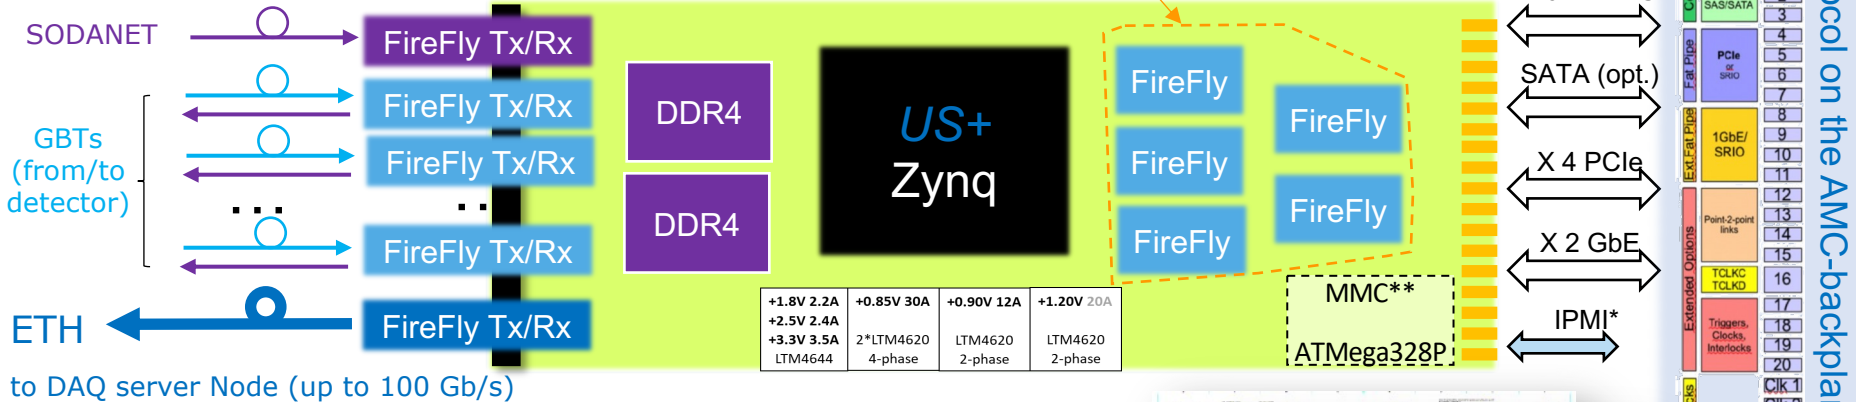 SODANET
GBTs
(from/to
detector)
...
ETH
to DAQ server Node (up to 100 Gb/s)
FireFly Tx/Rx
FireFly Tx/Rx
FireFly Tx/Rx
..
FireFly Tx/Rx
FireFly Tx/Rx
DDR4
DDR4
US+
Zynq
FireFly
FireFly
FireFly
FireFly
FireFly
+1.8V 2.2A
+2.5V 2.4A
+3.3V 3.5A
LTM4644
+0.85V 30A
2*LTM4620
4-phase
+0.90V 12A
LTM4620
2-phase
+1.20V 20A
LTM4620
2-phase
MMC**
ATMega328P
SATA (opt.)
X 4 PCIe
X 2 GbE
IPMI*
SAS/SATA
3
Fat Pipe
PCIe
or
SRIO
4
5
6
7
Ext.Fat Pipe
1GbE/
SRIO
8
9
10
11
Extended Options
Point-2-point
links
12
13
14
15
TCLKC
TCLKD
16
Triggers,
Clocks,
Interlocks
17
18
19
20
Clk 1
on the AMC-